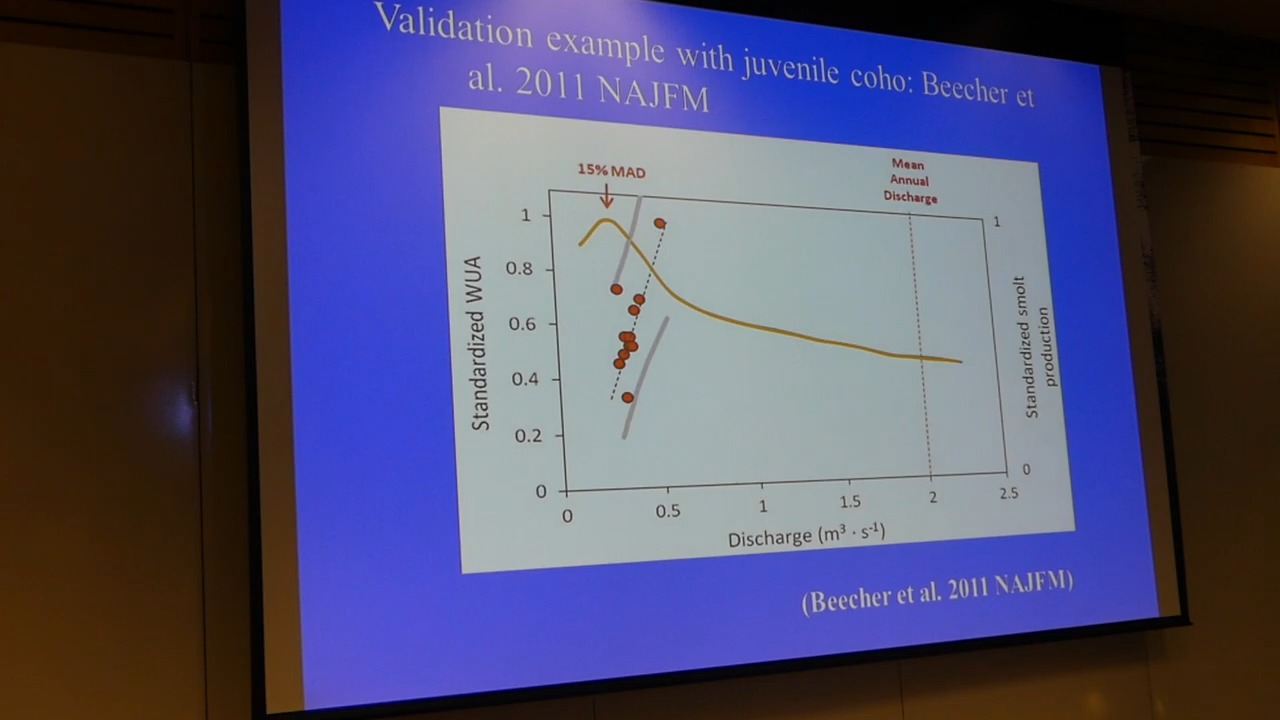 Validation example with juvenile coho: Beecher et
al. 2011 NAJFM
15% MAD
Mean
Annual
Discharge
1
0.8
0.6
0.4
0.2
0
Standardized WUA
1
0
Standardized smolt
production
0
0.5
1
1.5
2
2.5
Discharge (m³ · s⁻¹)
(Beecher et al. 2011 NAJFM)